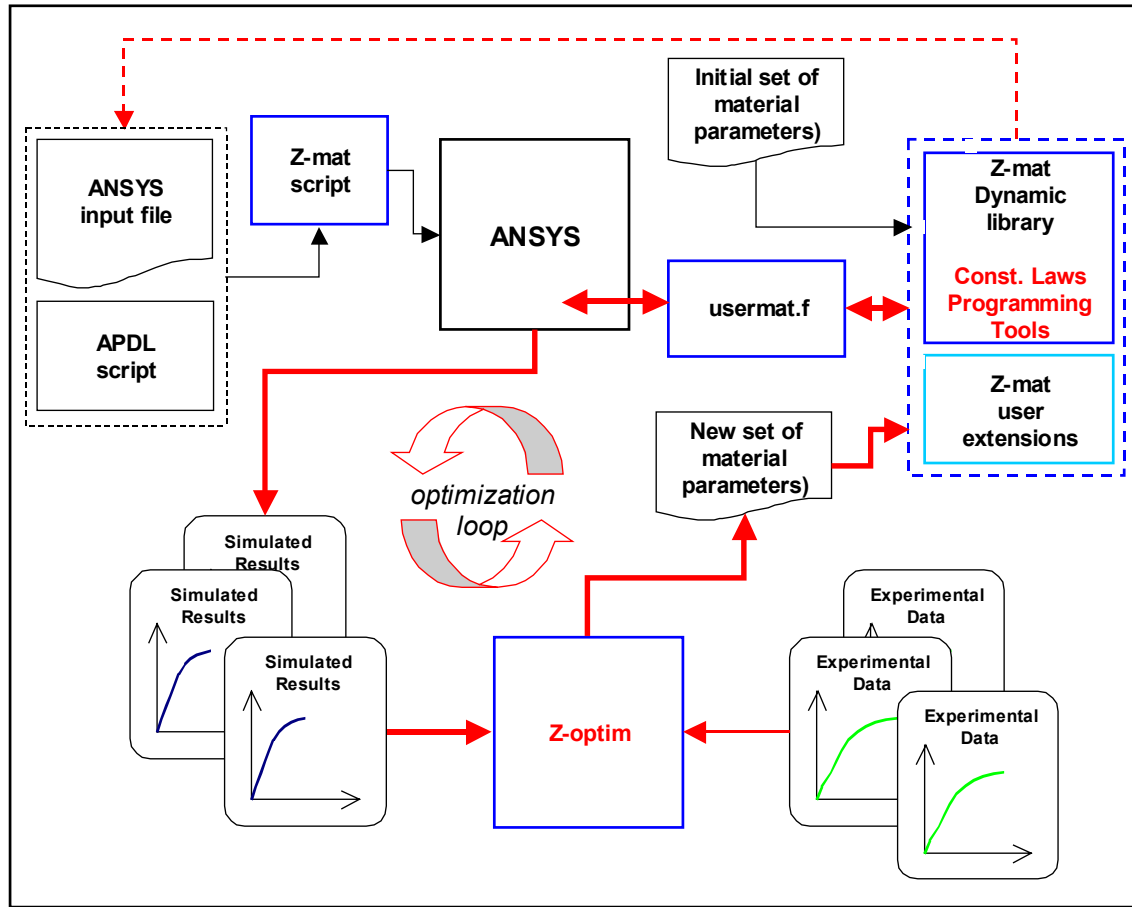 Initial set of
material
parameters)
Z-mat
script
ANSYS
input file
APDL
script
ANSYS
usermat.f
Z-mat
Dynamic
library
Const. Laws
Programming
Tools
Z-mat
user
extensions
New set of
material
parameters)
optimization
loop
Simulated
Results
Simulated
Results
Simulated
Results
Z-optim
Experimental
Data
Experimental
Data
Experimental
Data